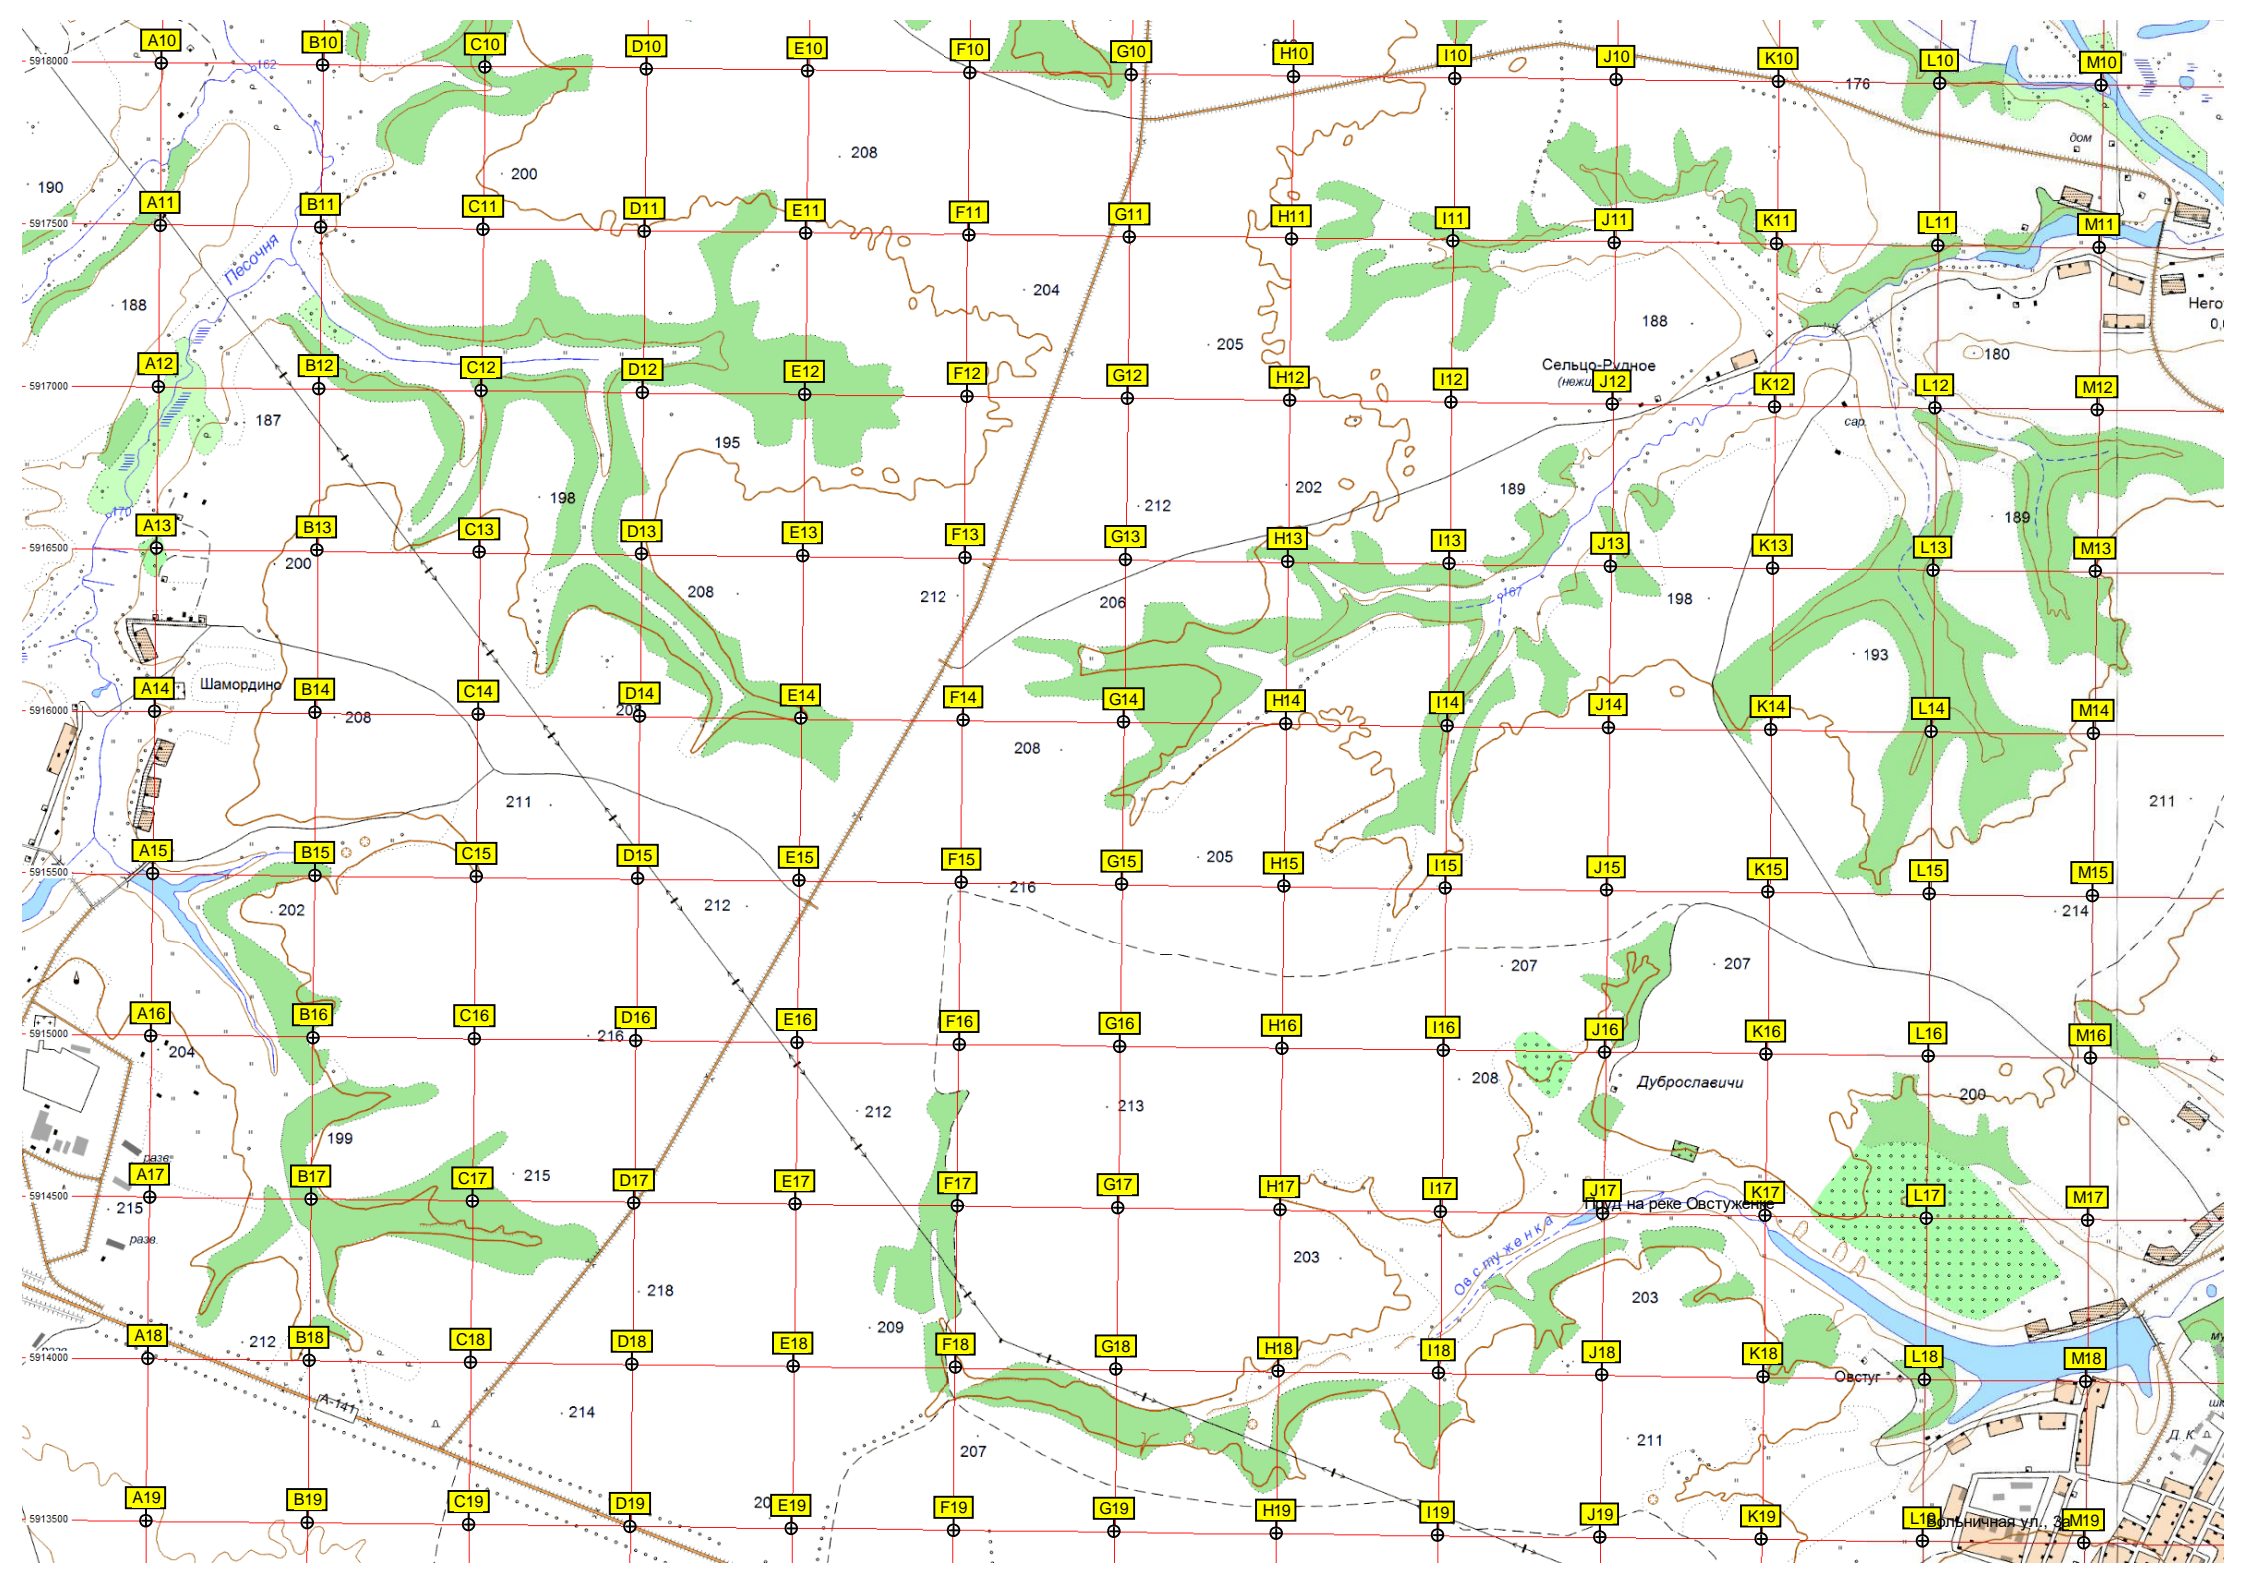 A10 B10 C10 D10 E10 F10 G10 H10 I10 J10 K10 L10 M10
5918000
162
176
дом
208
200
190
A11 B11 C11 D11 E11 F11 G11 H11 I11 J11 K11 L11 M11
5917500
Песочня
188
204
205
188
180
Сельцо-Рудное
A12 B12 C12 D12 E12 F12 G12 H12 I12 J12 K12 L12 M12
5917000
187
195
сар.
198
202
189
212
170
189
A13 B13 C13 D13 E13 F13 G13 H13 I13 J13 K13 L13 M13
5916500
200
208
212
206
167
198
193
Шамордино
A14 B14 C14 D14 E14 F14 G14 H14 I14 J14 K14 L14 M14
5916000
208
208
211
211
A15 B15 C15 D15 E15 F15 G15 H15 I15 J15 K15 L15 M15
5915500
205
216
202
212
214
207
207
A16 B16 C16 D16 E16 F16 G16 H16 I16 J16 K16 L16 M16
5915000
216
204
208
Дуброславичи
200
212
213
199
разв.
A17 B17 C17 D17 E17 F17 G17 H17 I17 J17 K17 L17 M17
5914500
215
215
Пруд на реке Овстуженке
разв.
Овстуженка
203
218
203
209
212
A18 B18 C18 D18 E18 F18 G18 H18 I18 J18 K18 L18 M18
5914000
Овстуг
А-141
214
207
211
Д.К.
A19 B19 C19 D19 E19 F19 G19 H19 I19 J19 K19 L19 M19
5913500